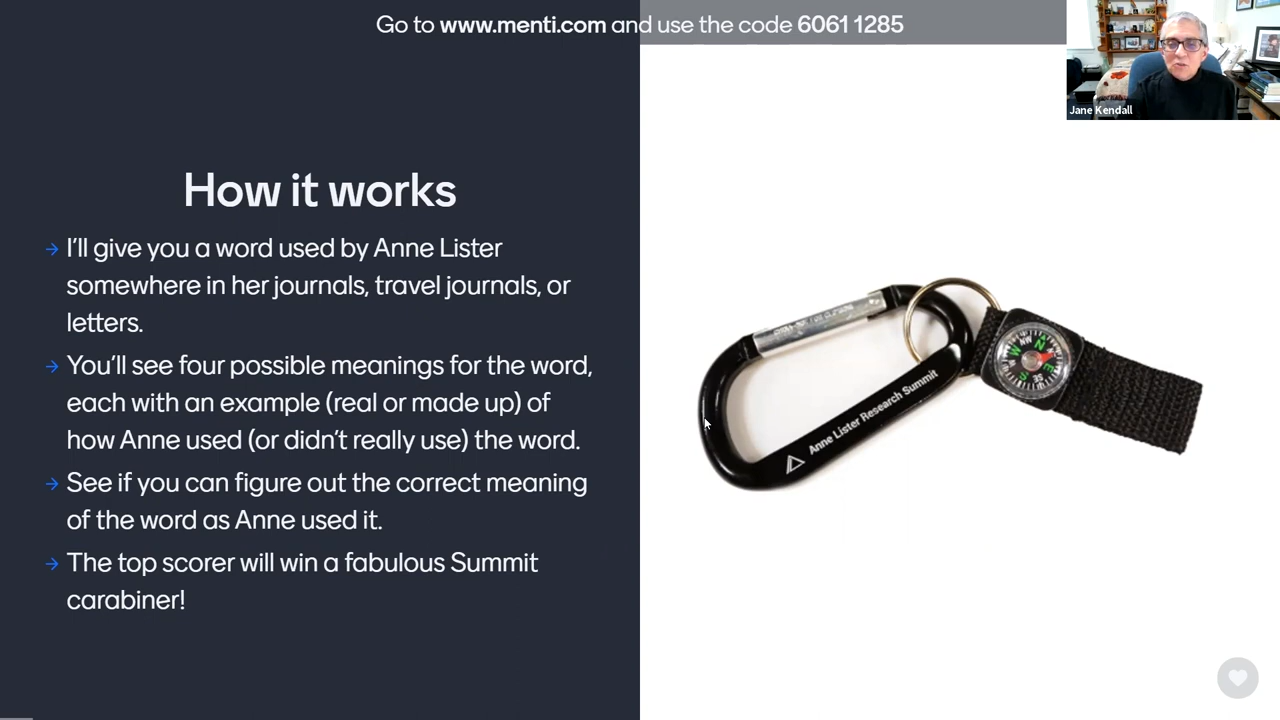 Go to www.menti.com and use the code 6061 1285
Jane Kendall
How it works
→ I'll give you a word used by Anne Lister
somewhere in her journals, travel journals, or
letters.
→ You'll see four possible meanings for the word,
each with an example (real or made up) of
how Anne used (or didn't really use) the word.
→ See if you can figure out the correct meaning
of the word as Anne used it.
→ The top scorer will win a fabulous Summit
carabiner!
Anne Lister Research Summit
N
NW
W
E
S
SE